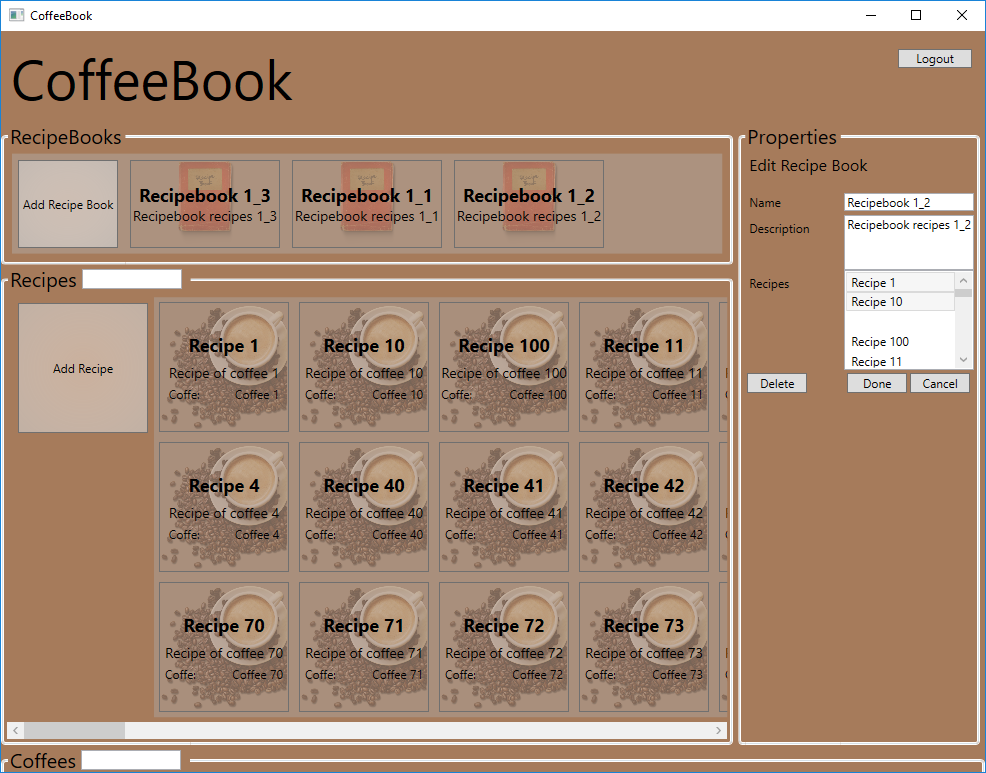 CoffeeBook
Logout
CoffeeBook
RecipeBooks
Add Recipe Book
Recipebook 1_3
Recipebook recipes 1_3
Recipebook 1_1
Recipebook recipes 1_1
Recipebook 1_2
Recipebook recipes 1_2
Recipes
Add Recipe
Recipe 1
Recipe of coffee 1
Coffe: Coffee 1
Recipe 10
Recipe of coffee 10
Coffe: Coffee 10
Recipe 100
Recipe of coffee 100
Coffe: Coffee 100
Recipe 11
Recipe of coffee 11
Coffe: Coffee 11
Recipe 4
Recipe of coffee 4
Coffe: Coffee 4
Recipe 40
Recipe of coffee 40
Coffe: Coffee 40
Recipe 41
Recipe of coffee 41
Coffe: Coffee 41
Recipe 42
Recipe of coffee 42
Coffe: Coffee 42
Recipe 70
Recipe of coffee 70
Coffe: Coffee 70
Recipe 71
Recipe of coffee 71
Coffe: Coffee 71
Recipe 72
Recipe of coffee 72
Coffe: Coffee 72
Recipe 73
Recipe of coffee 73
Coffe: Coffee 73
Coffees
Properties
Edit Recipe Book
Name Recipebook 1_2
Description Recipebook recipes 1_2
Recipes Recipe 1
Recipe 10
Recipe 100
Recipe 11
Delete Done Cancel